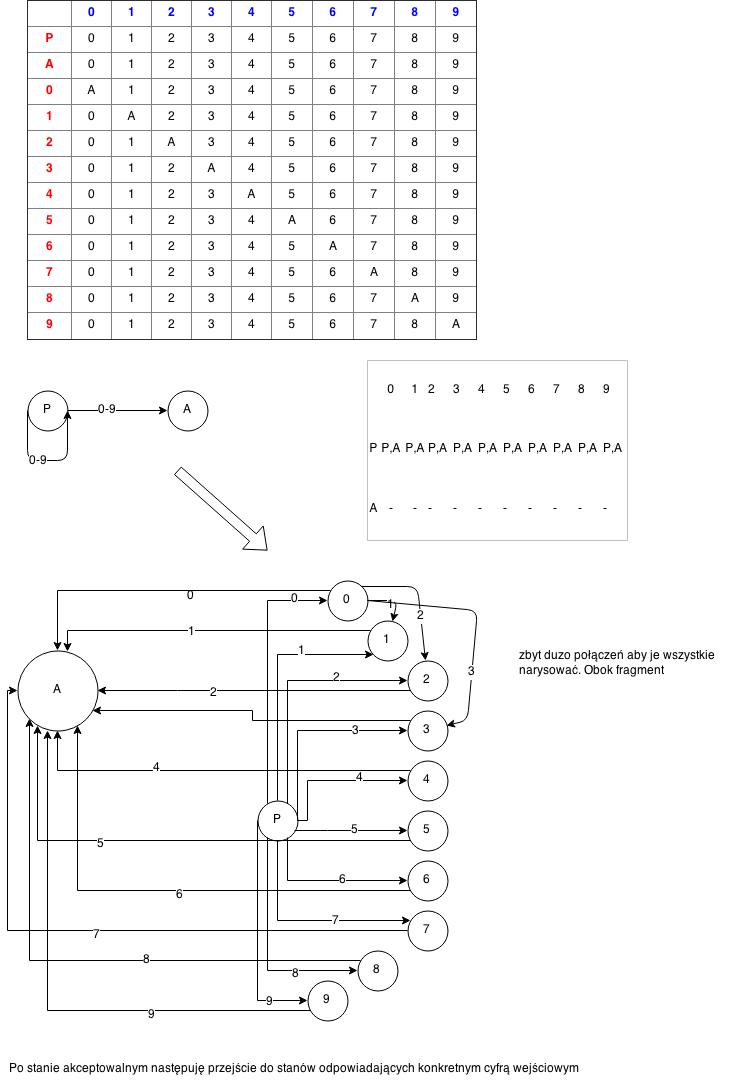 0 1 2 3 4 5 6 7 8 9
P 0 1 2 3 4 5 6 7 8 9
A 0 1 2 3 4 5 6 7 8 9
0 A 1 2 3 4 5 6 7 8 9
1 0 A 2 3 4 5 6 7 8 9
2 0 1 A 3 4 5 6 7 8 9
3 0 1 2 A 4 5 6 7 8 9
4 0 1 2 3 A 5 6 7 8 9
5 0 1 2 3 4 A 6 7 8 9
6 0 1 2 3 4 5 A 7 8 9
7 0 1 2 3 4 5 6 A 8 9
8 0 1 2 3 4 5 6 7 A 9
9 0 1 2 3 4 5 6 7 8 A
P 0-9 A
0-9
0 1 2 3 4 5 6 7 8 9
P P,A P,A P,A P,A P,A P,A P,A P,A P,A P,A
A - - - - - - - - - -
0 0 0 1 2
1 1 1
A 2 2 2 3
zbyt duzo połączeń aby je wszystkie
narysować. Obok fragment
3 3
4 4 4
P 5 5
5
6 6
6
7 7
7
8 8 8
9 9
9
Po stanie akceptowalnym następuję przejście do stanów odpowiadających konkretnym cyfrą wejściowym